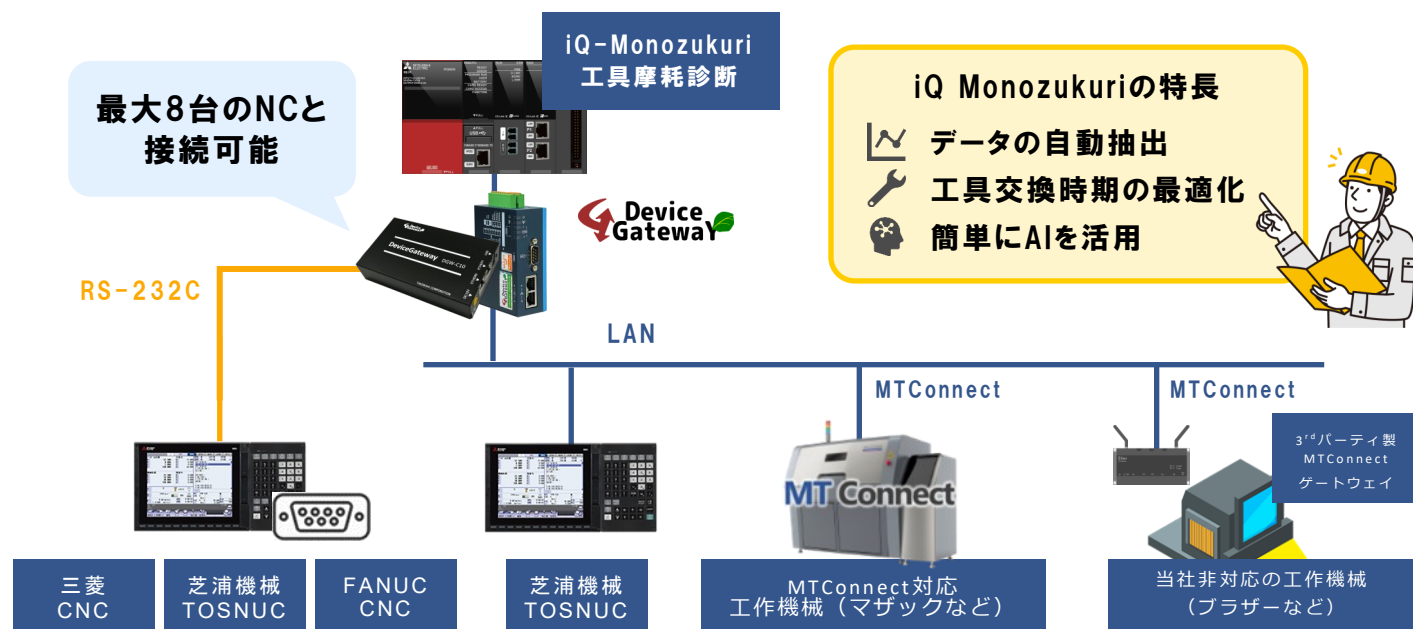 iQ-Monozukuri
工具摩耗診断
最大8台のNCと
接続可能
iQ Monozukuriの特長
データの自動抽出
工具交換時期の最適化
簡単にAIを活用
Device
GatewaY
DeviceGateway DGW-C10
RS-232C
LAN
MTConnect
MTConnect
3rdパーティ製
MTConnect
ゲートウェイ
MTConnect
三菱
CNC
芝浦機械
TOSNUC
FANUC
CNC
芝浦機械
TOSNUC
MTConnect対応
工作機械（マザックなど）
当社非対応の工作機械
（ブラザーなど）